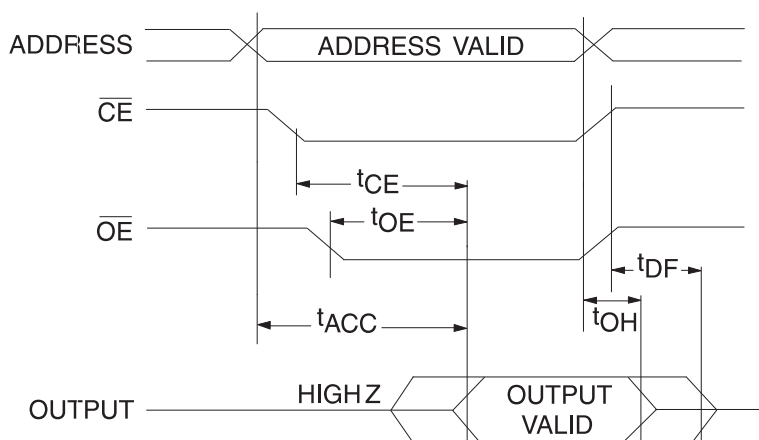 ADDRESS
ADDRESS VALID
CE
tCE
tOE
OE
tDF
tACC
tOH
HIGH Z
OUTPUT
OUTPUT
VALID